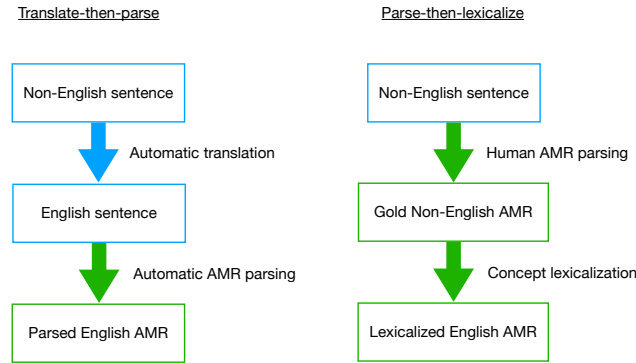 Translate-then-parse
Non-English sentence
Automatic translation
English sentence
Automatic AMR parsing
Parsed English AMR
Parse-then-lexicalize
Non-English sentence
Human AMR parsing
Gold Non-English AMR
Concept lexicalization
Lexicalized English AMR